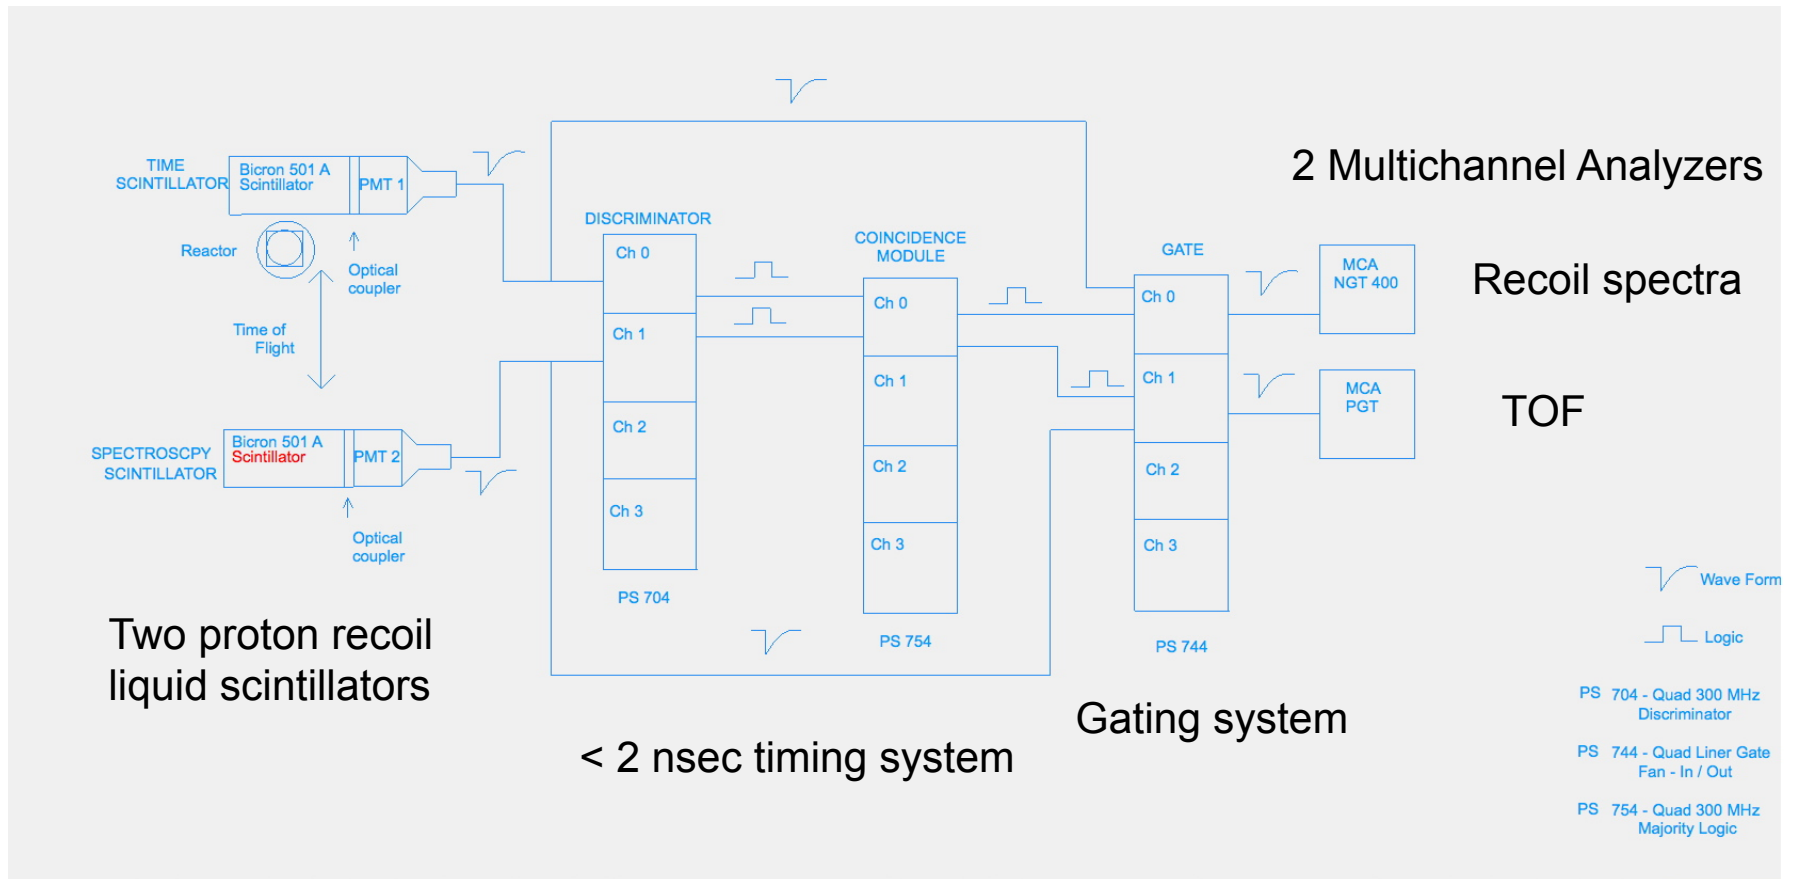 TIME
SCINTILLATOR
Bicron 501 A
Scintillator
PMT 1
Reactor
Optical
coupler
Time of
Flight
SPECTROSCPY
SCINTILLATOR
Bicron 501 A
Scintillator
PMT 2
Optical
coupler
Two proton recoil
liquid scintillators
DISCRIMINATOR
Ch 0
Ch 1
Ch 2
Ch 3
PS 704
< 2 nsec timing system
COINCIDENCE
MODULE
Ch 0
Ch 1
Ch 2
Ch 3
PS 754
GATE
Ch 0
Ch 1
Ch 2
Ch 3
PS 744
Gating system
2 Multichannel Analyzers
MCA
NGT 400
Recoil spectra
MCA
PGT
TOF
Wave Form
Logic
PS 704 - Quad 300 MHz
Discriminator
PS 744 - Quad Liner Gate
Fan - In / Out
PS 754 - Quad 300 MHz
Majority Logic